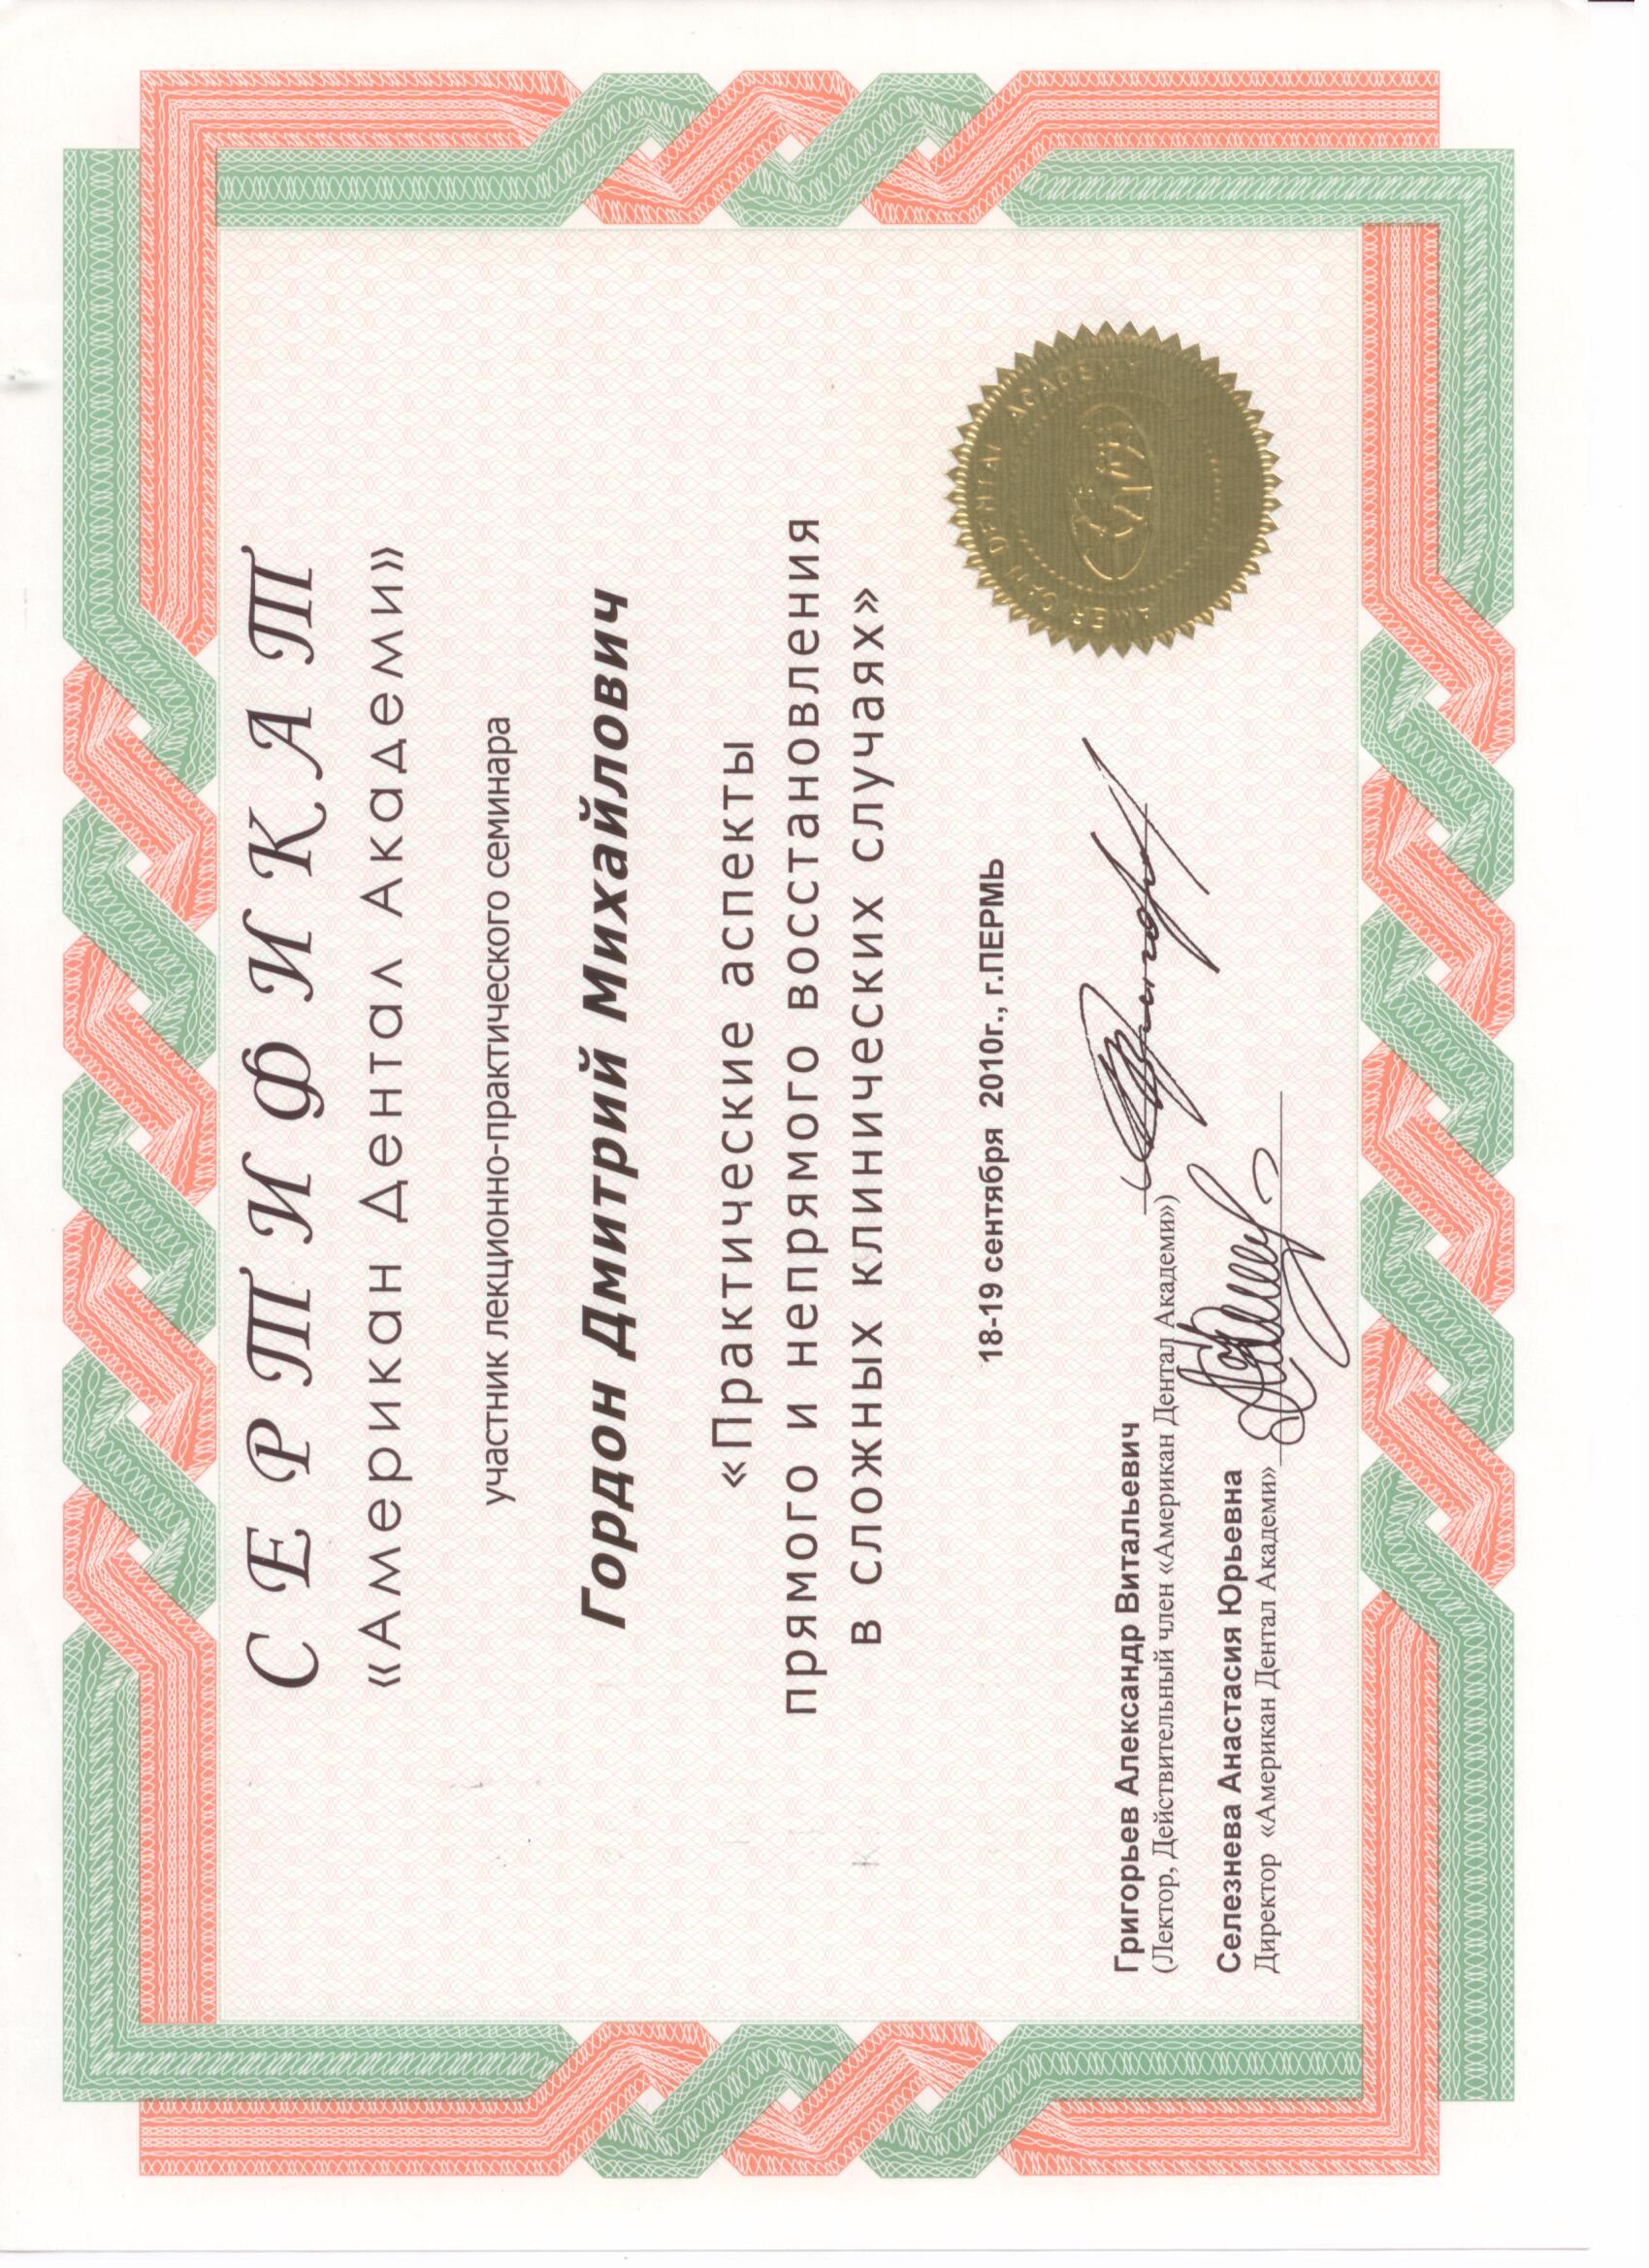 СЕРТИФИКАТ
«Американ Дентал Академи»
участник лекционно-практического семинара
Гордон Дмитрий Михайлович
«Практические аспекты
прямого и непрямого восстановления
в сложных клинических случаях»
18-19 сентября 2010г., г.ПЕРМЬ
AMERICAN DENTAL ACADEMY
Григорьев Александр Витальевич
(Лектор, Действительный член «Американ Дентал Академи»)
Селезнева Анастасия Юрьевна
Директор «Американ Дентал Академи»